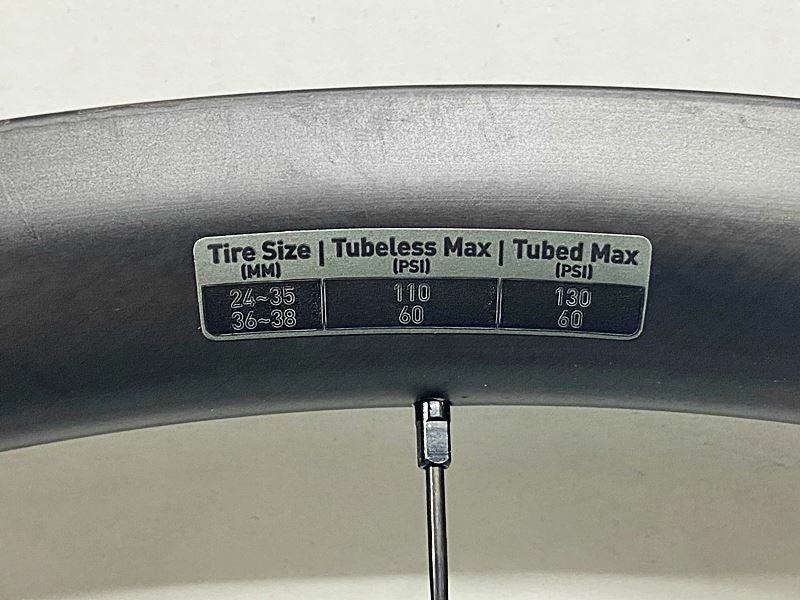 Tire Size | Tubeless Max | Tubed Max
(MM) (PSI) (PSI)
24~35 110 130
36~38 60 60